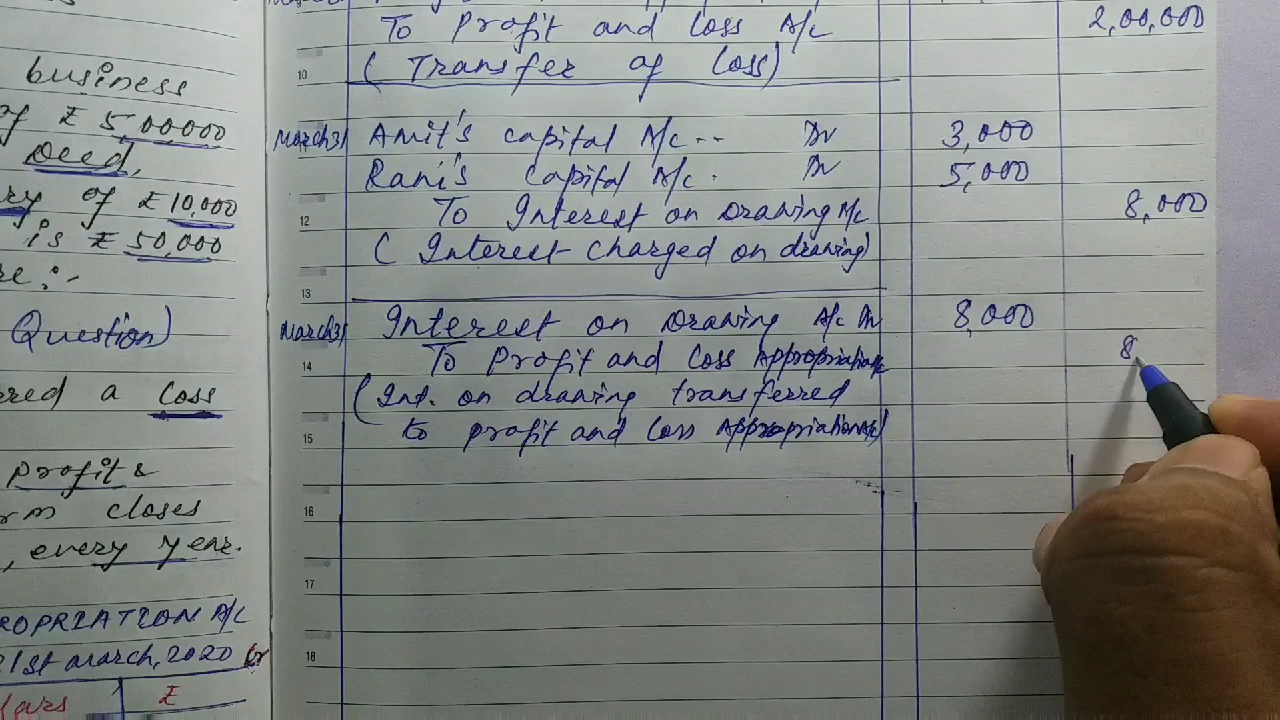 business
of ₹ 5,00000
Deed,
ry of ₹ 10,000
is ₹ 50,000
re:-
Question)
rred a Loss
Profit &
rm closes
, every year.
ROPRIATION A/c
31st march, 2020 Cr
lars ₹
To Profit and Loss A/c 2,00,000
10 (Transfer of Loss)
March 31 Amit's capital A/c-- Dr 3,000
Rani's capital A/c. Dr 5,000
12 To Interest on Drawing A/c 8,000
(Interest charged on drawing)
13
March 31 Interest on Drawing A/c Dr 8,000
14 To Profit and Loss Appropriation A/c 8
(Int. on drawing transferred
15 to profit and Loss Appropriation A/c)
16
17
18